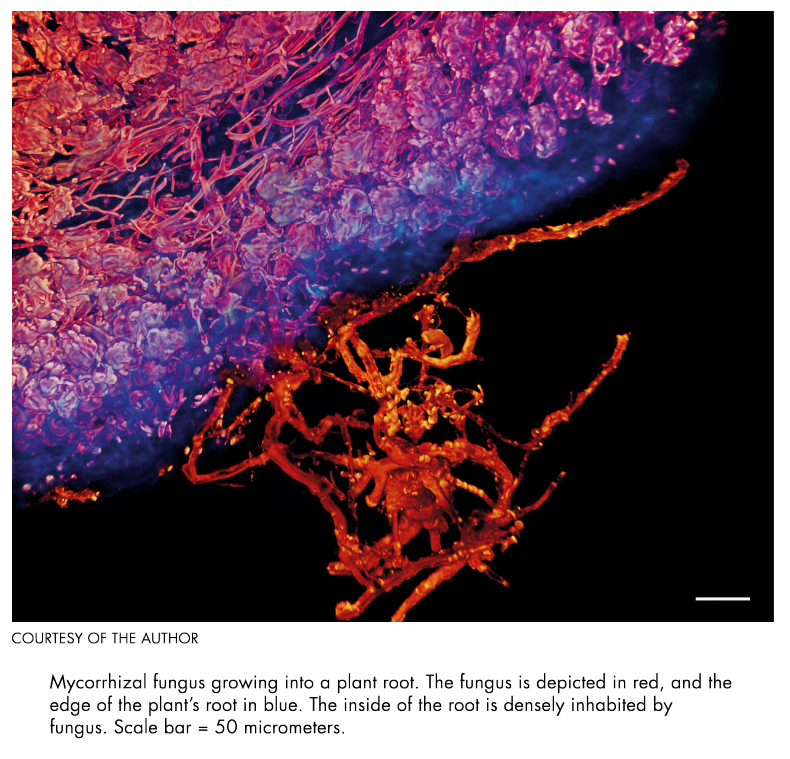 COURTESY OF THE AUTHOR
Mycorrhizal fungus growing into a plant root. The fungus is depicted in red, and the
edge of the plant’s root in blue. The inside of the root is densely inhabited by
fungus. Scale bar = 50 micrometers.